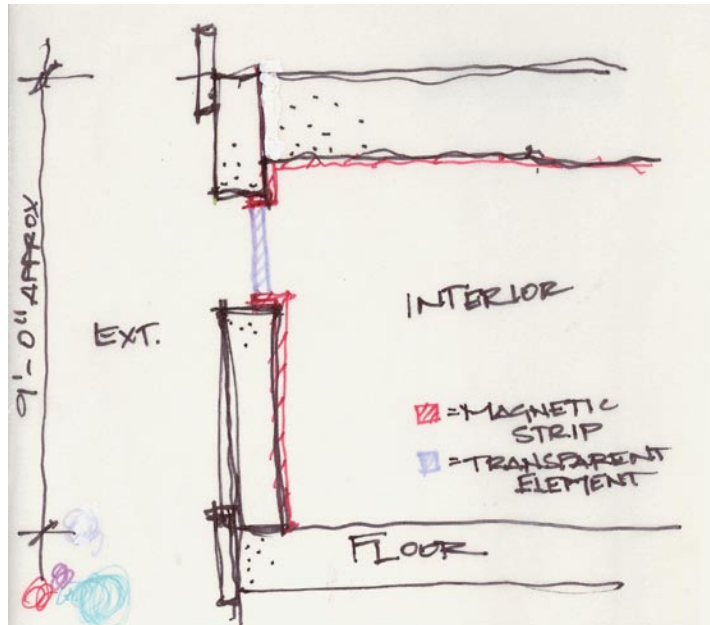 9'-0" APPROX
EXT.
INTERIOR
=MAGNETIC
STRIP
=TRANSPARENT
ELEMENT
FLOOR